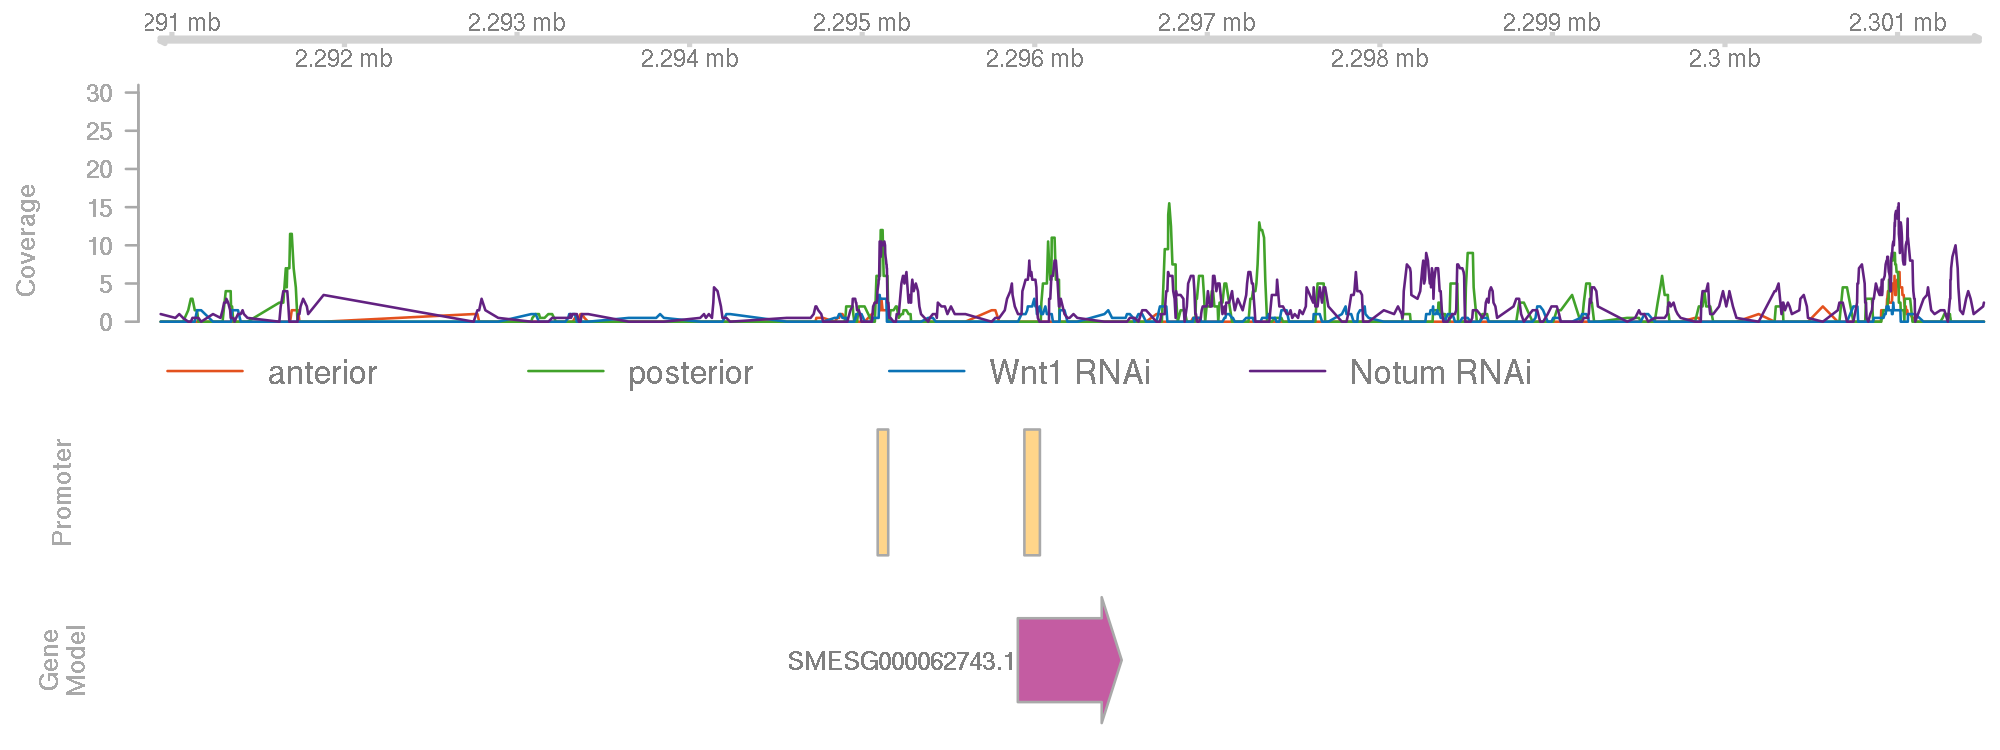 291 mb 2.293 mb 2.295 mb 2.297 mb 2.299 mb 2.301 mb
2.292 mb 2.294 mb 2.296 mb 2.298 mb 2.3 mb
Coverage
30
25
20
15
10
5
0
anterior posterior Wnt1 RNAi Notum RNAi
Promoter
Gene
Model
SMESG000062743.1